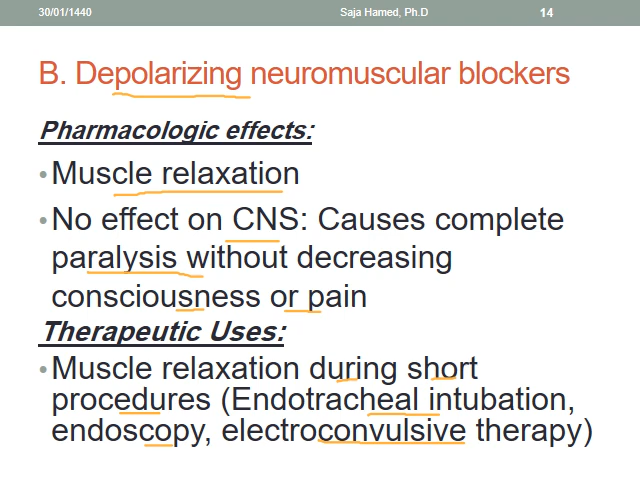 30/01/1440 Saja Hamed, Ph.D 14
B. Depolarizing neuromuscular blockers
Pharmacologic effects:
• Muscle relaxation
• No effect on CNS: Causes complete
paralysis without decreasing
consciousness or pain
Therapeutic Uses:
• Muscle relaxation during short
procedures (Endotracheal intubation,
endoscopy, electroconvulsive therapy)